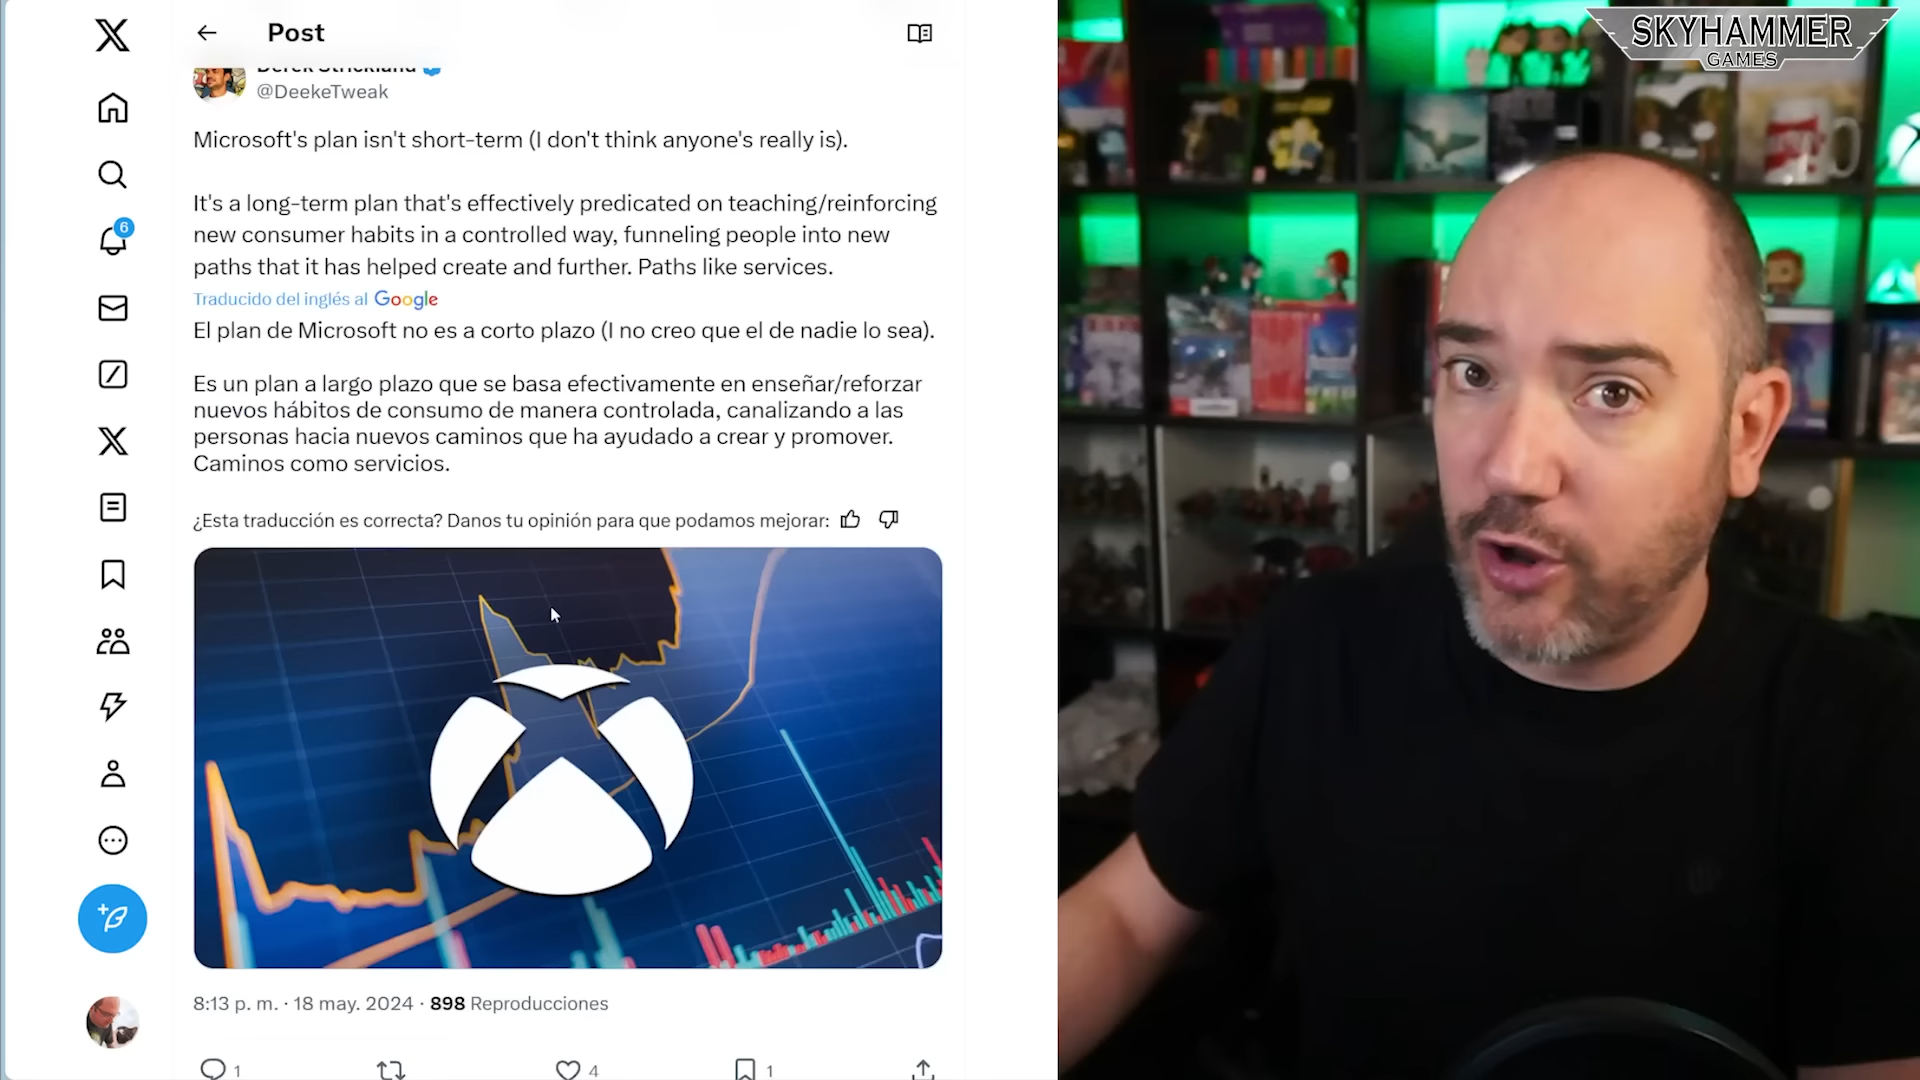 Post
SKYHAMMER
GAMES
Derek Strickland
@DeekeTweak
Microsoft's plan isn't short-term (I don't think anyone's really is).
It's a long-term plan that's effectively predicated on teaching/reinforcing
new consumer habits in a controlled way, funneling people into new
paths that it has helped create and further. Paths like services.
Traducido del inglés al Google
El plan de Microsoft no es a corto plazo (I no creo que el de nadie lo sea).
Es un plan a largo plazo que se basa efectivamente en enseñar/reforzar
nuevos hábitos de consumo de manera controlada, canalizando a las
personas hacia nuevos caminos que ha ayudado a crear y promover.
Caminos como servicios.
¿Esta traducción es correcta? Danos tu opinión para que podamos mejorar:
8:13 p. m. · 18 may. 2024 · 898 Reproducciones
1
4
1
6